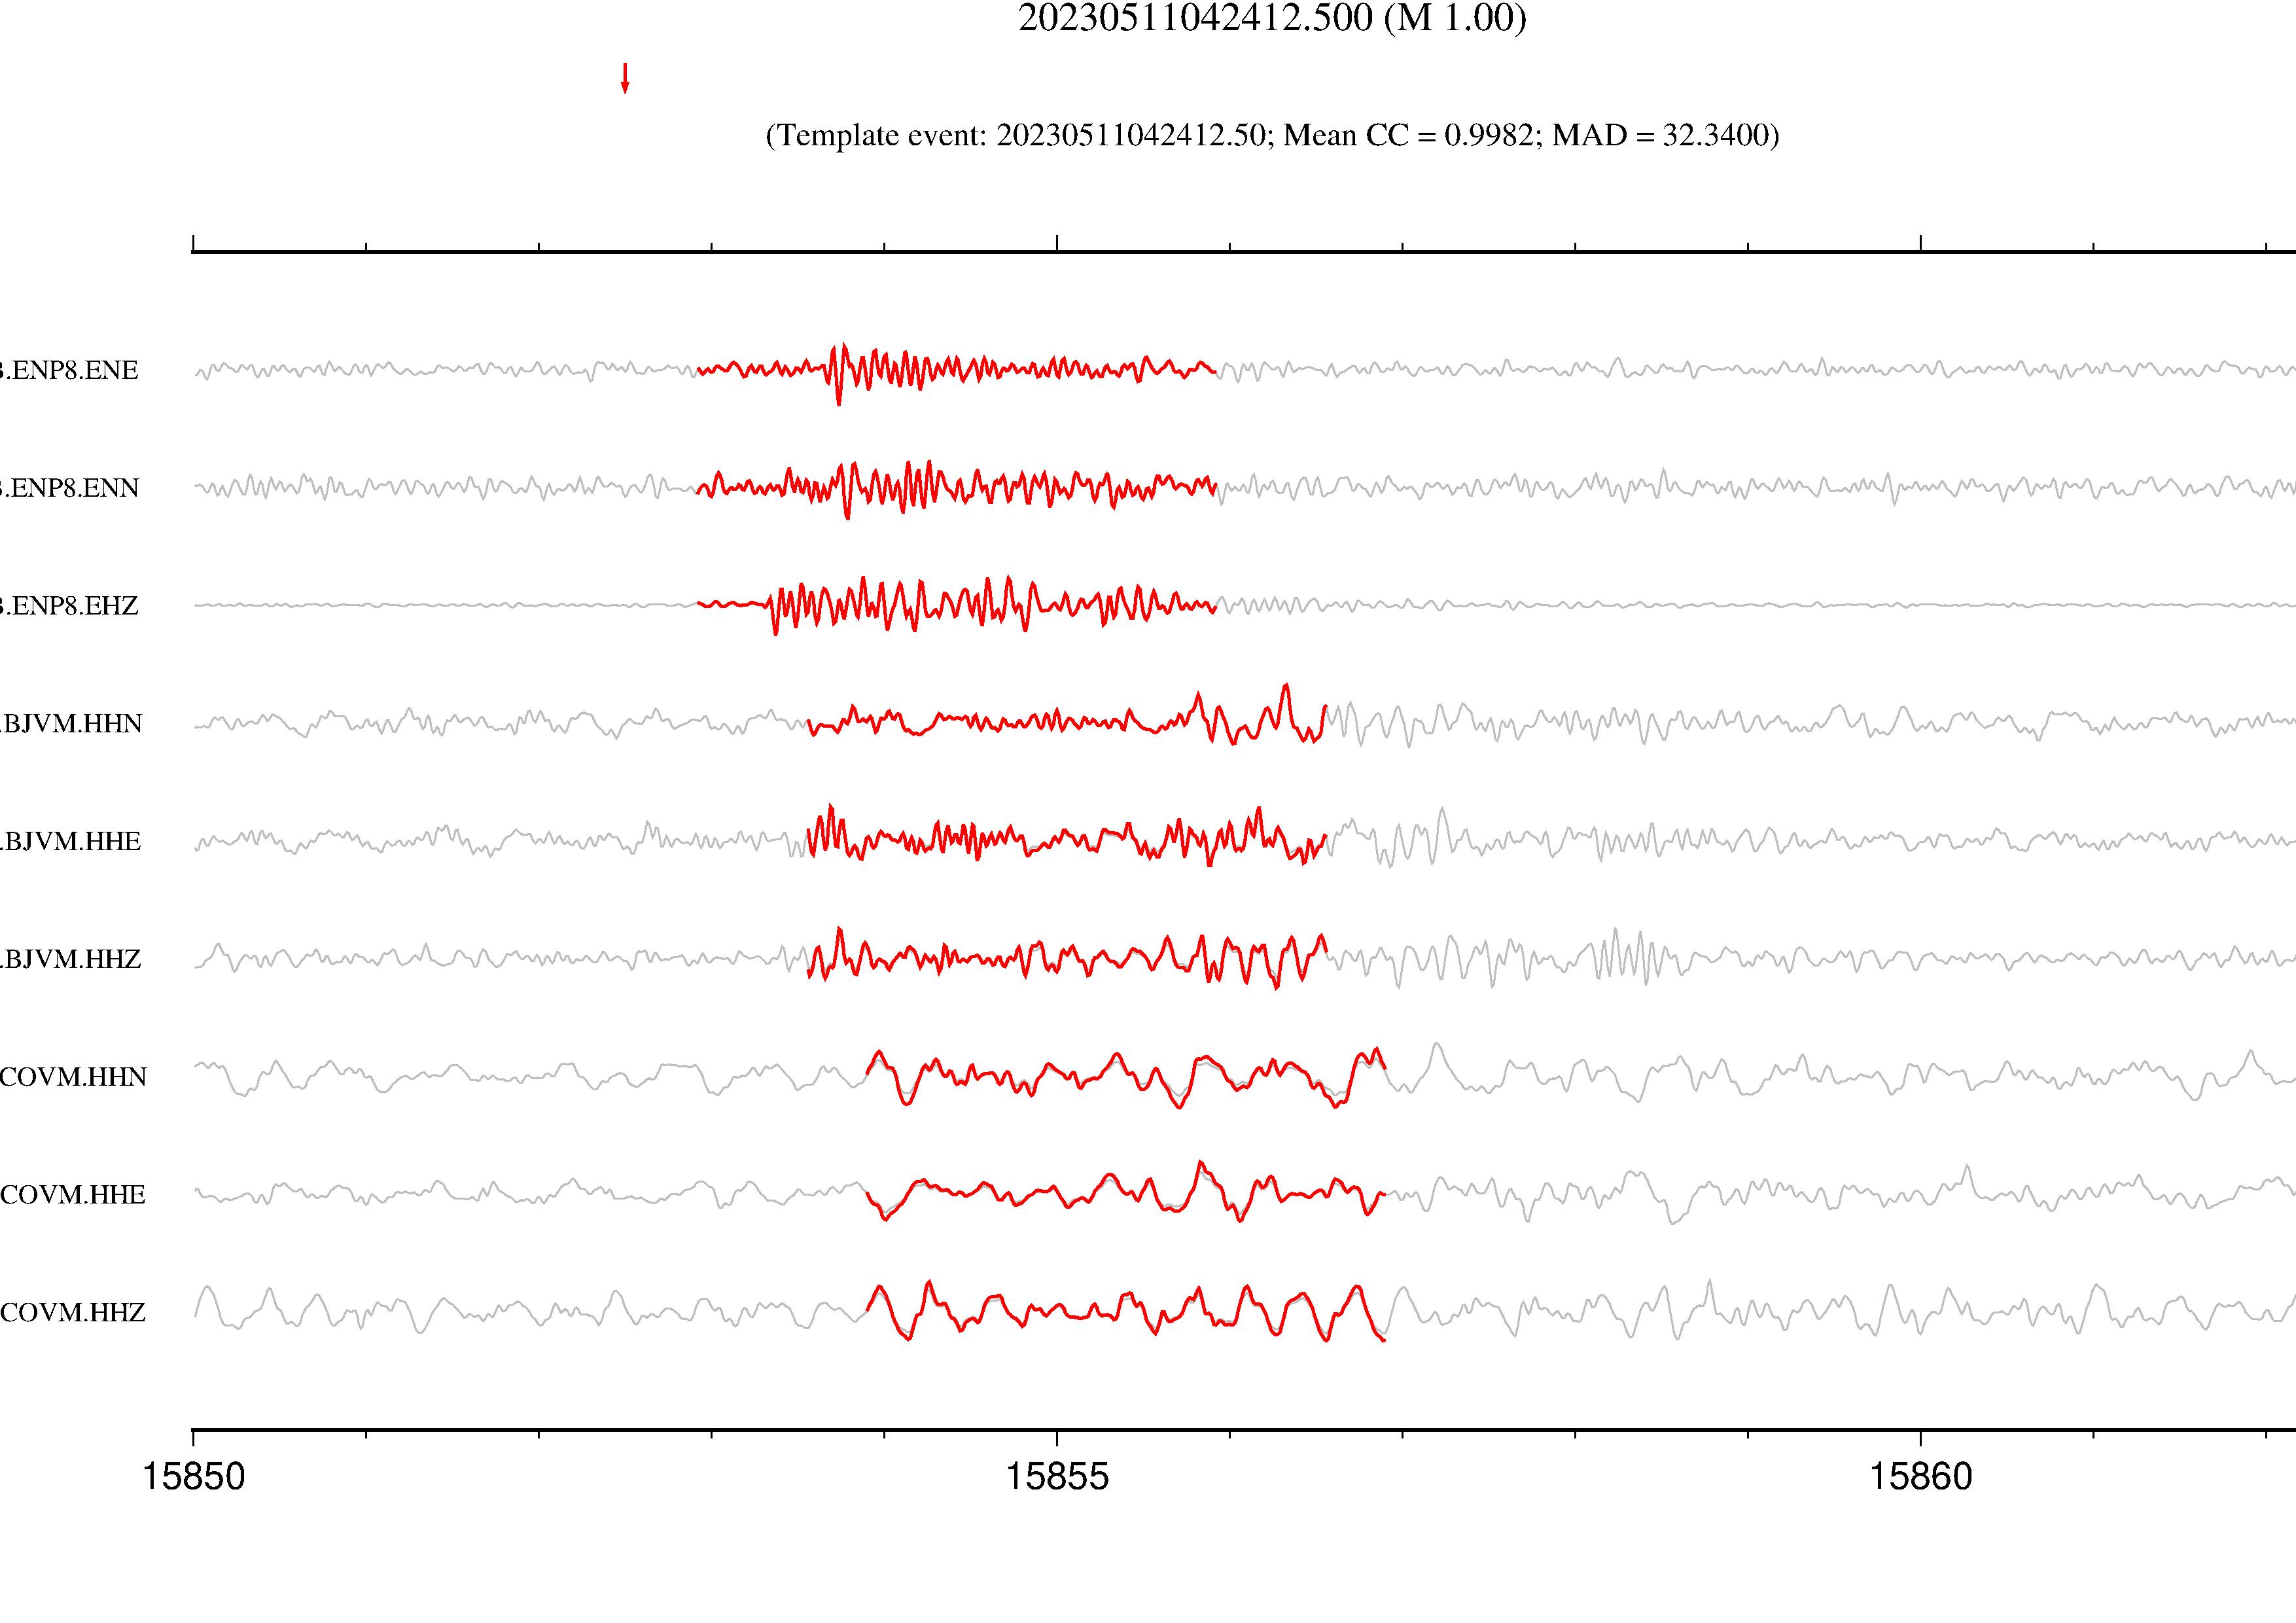 20230511042412.500 (M 1.00)
(Template event: 20230511042412.50; Mean CC = 0.9982; MAD = 32.3400)
.ENP8.ENE
.ENP8.ENN
.ENP8.EHZ
.BJVM.HHN
.BJVM.HHE
.BJVM.HHZ
COVM.HHN
COVM.HHE
COVM.HHZ
15850 15855 15860